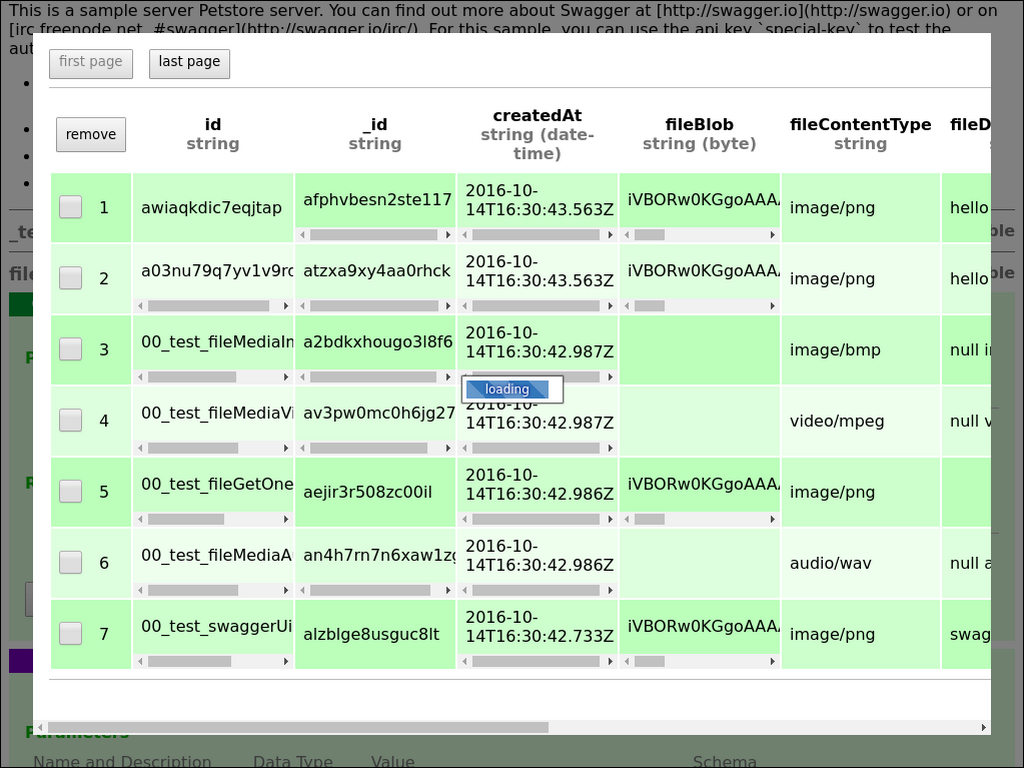 This is a sample server Petstore server. You can find out more about Swagger at [http://swagger.io](http://swagger.io) or on
[irc.freenode.net, #swagger](http://swagger.io/irc/). For this sample, you can use the api key `special-key` to test the
first page last page
remove id string _id string createdAt string (date-time) fileBlob string (byte) fileContentType string fileD
1 awiaqkdic7eqjtap afphvbesn2ste117 2016-10-14T16:30:43.563Z iVBORw0KGgoAAA image/png hello
2 a03nu79q7yv1v9rd atzxa9xy4aa0rhck 2016-10-14T16:30:43.563Z iVBORw0KGgoAAA image/png hello
3 00_test_fileMediaIn a2bdkxhougo3l8f6 2016-10-14T16:30:42.987Z image/bmp null i
loading
4 00_test_fileMediaVi av3pw0mc0h6jg27 2016-10-14T16:30:42.987Z video/mpeg null v
5 00_test_fileGetOne aejir3r508zc00il 2016-10-14T16:30:42.986Z iVBORw0KGgoAAA image/png
6 00_test_fileMediaA an4h7rn7n6xaw1zg 2016-10-14T16:30:42.986Z audio/wav null a
7 00_test_swaggerUi alzblge8usguc8lt 2016-10-14T16:30:42.733Z iVBORw0KGgoAAA image/png swag
Parameters
Name and Description Data Type Value Schema